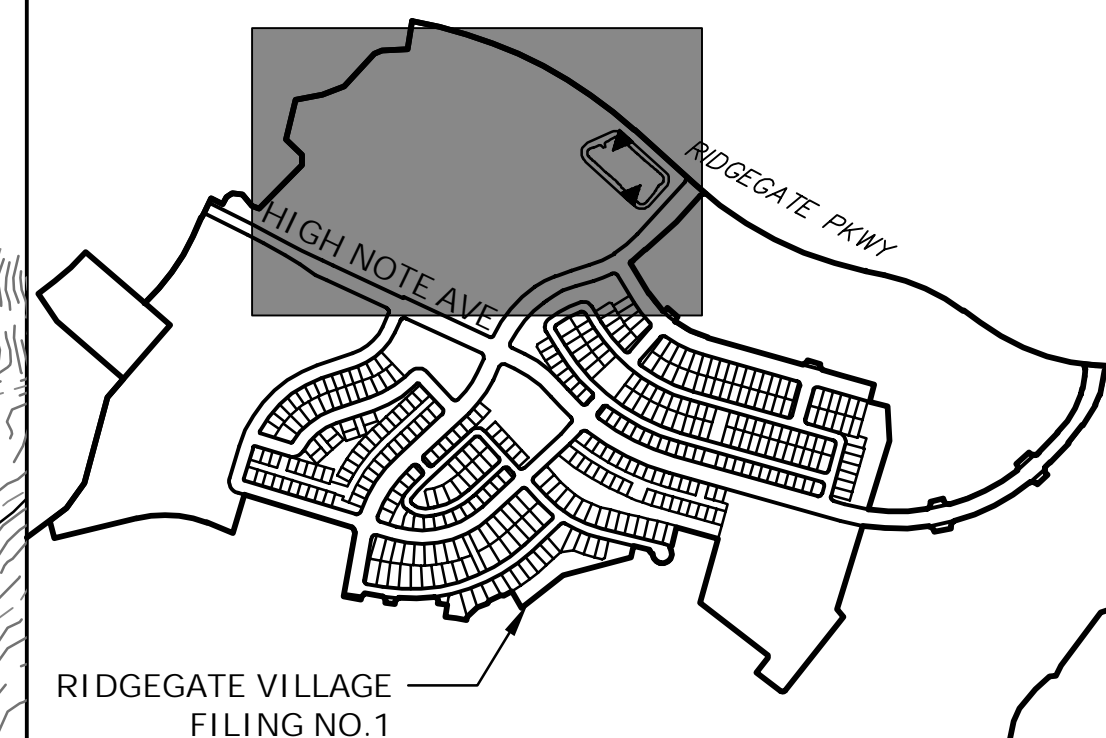 RIDGEGATE PKWY
HIGH NOTE AVE
RIDGEGATE VILLAGE
FILING NO.1